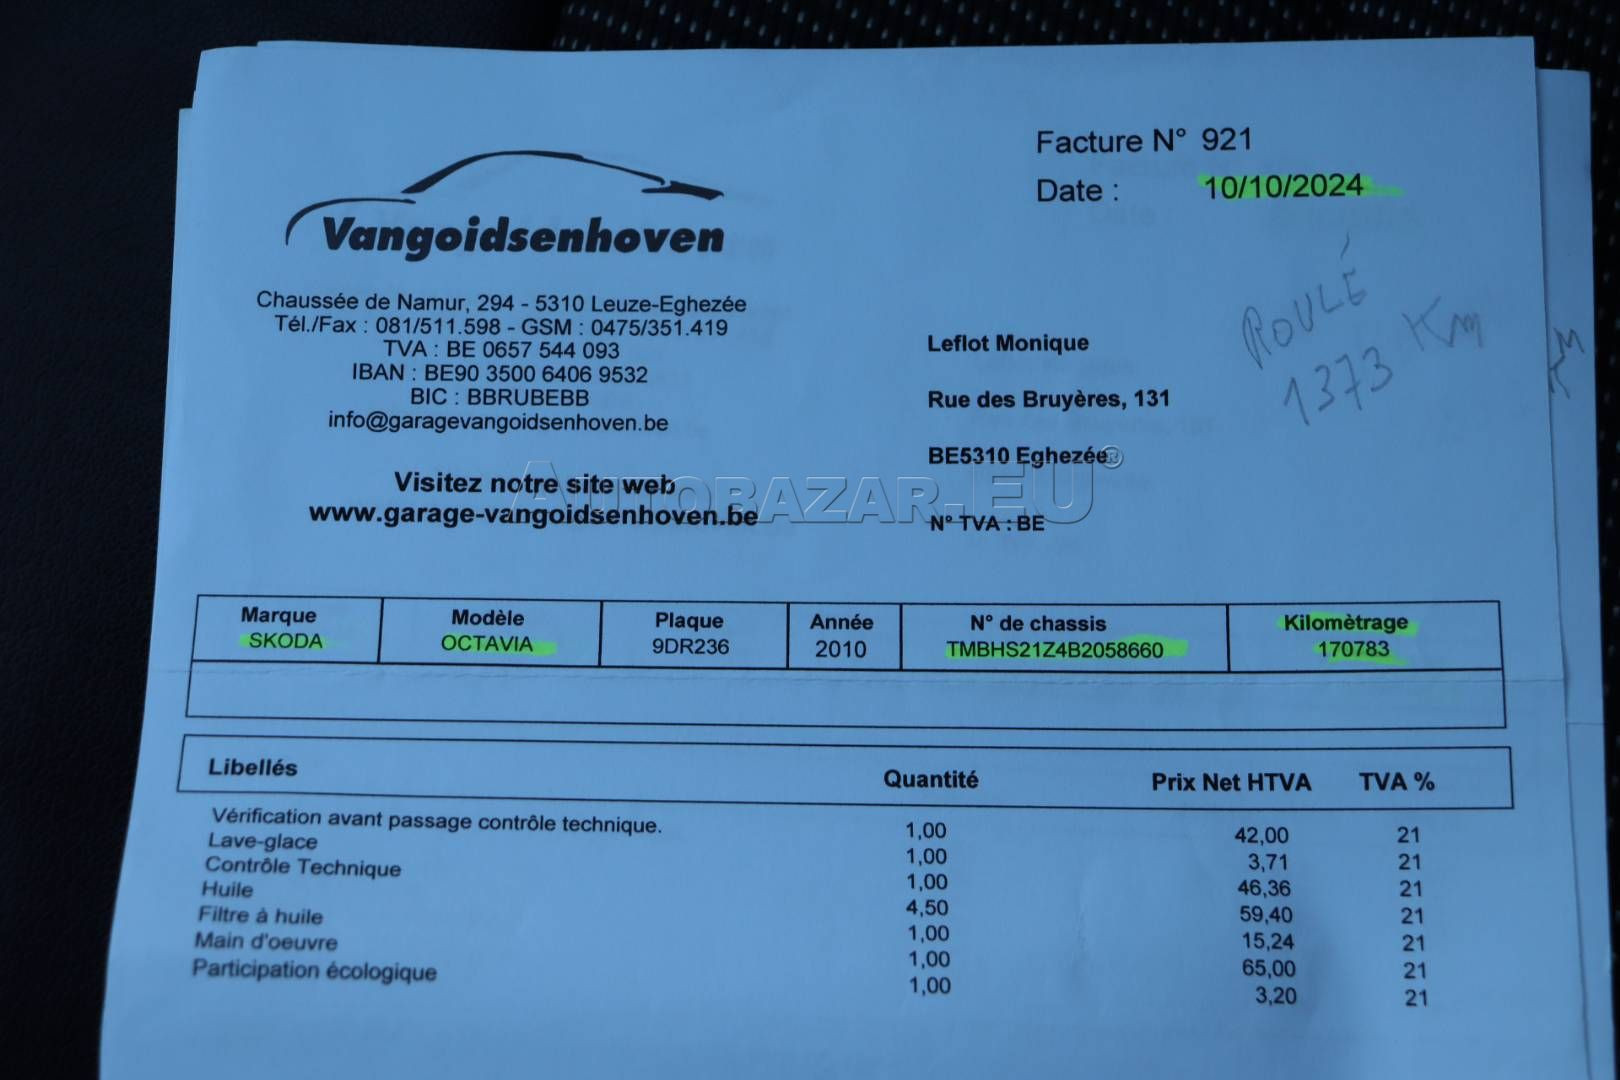 Facture N° 921
Date : 10/10/2024
Vangoidsenhoven
Chaussée de Namur, 294 - 5310 Leuze-Eghezée
Tél./Fax : 081/511.598 - GSM : 0475/351.419
TVA : BE 0657 544 093
IBAN : BE90 3500 6406 9532
BIC : BBRUBEBB
info@garagevangoidsenhoven.be
Visitez notre site web
www.garage-vangoidsenhoven.be
Leflot Monique
Rue des Bruyères, 131
BE5310 Eghezée
N° TVA : BE
ROULÉ
1373 Km
Km
AUTOBAZAR.EU®
Marque Modèle Plaque Année N° de chassis Kilomètrage
SKODA OCTAVIA 9DR236 2010 TMBHS21Z4B2058660 170783
Libellés Quantité Prix Net HTVA TVA %
Vérification avant passage contrôle technique. 1,00 42,00 21
Lave-glace 1,00 3,71 21
Contrôle Technique 1,00 46,36 21
Huile 4,50 59,40 21
Filtre à huile 1,00 15,24 21
Main d'oeuvre 1,00 65,00 21
Participation écologique 1,00 3,20 21